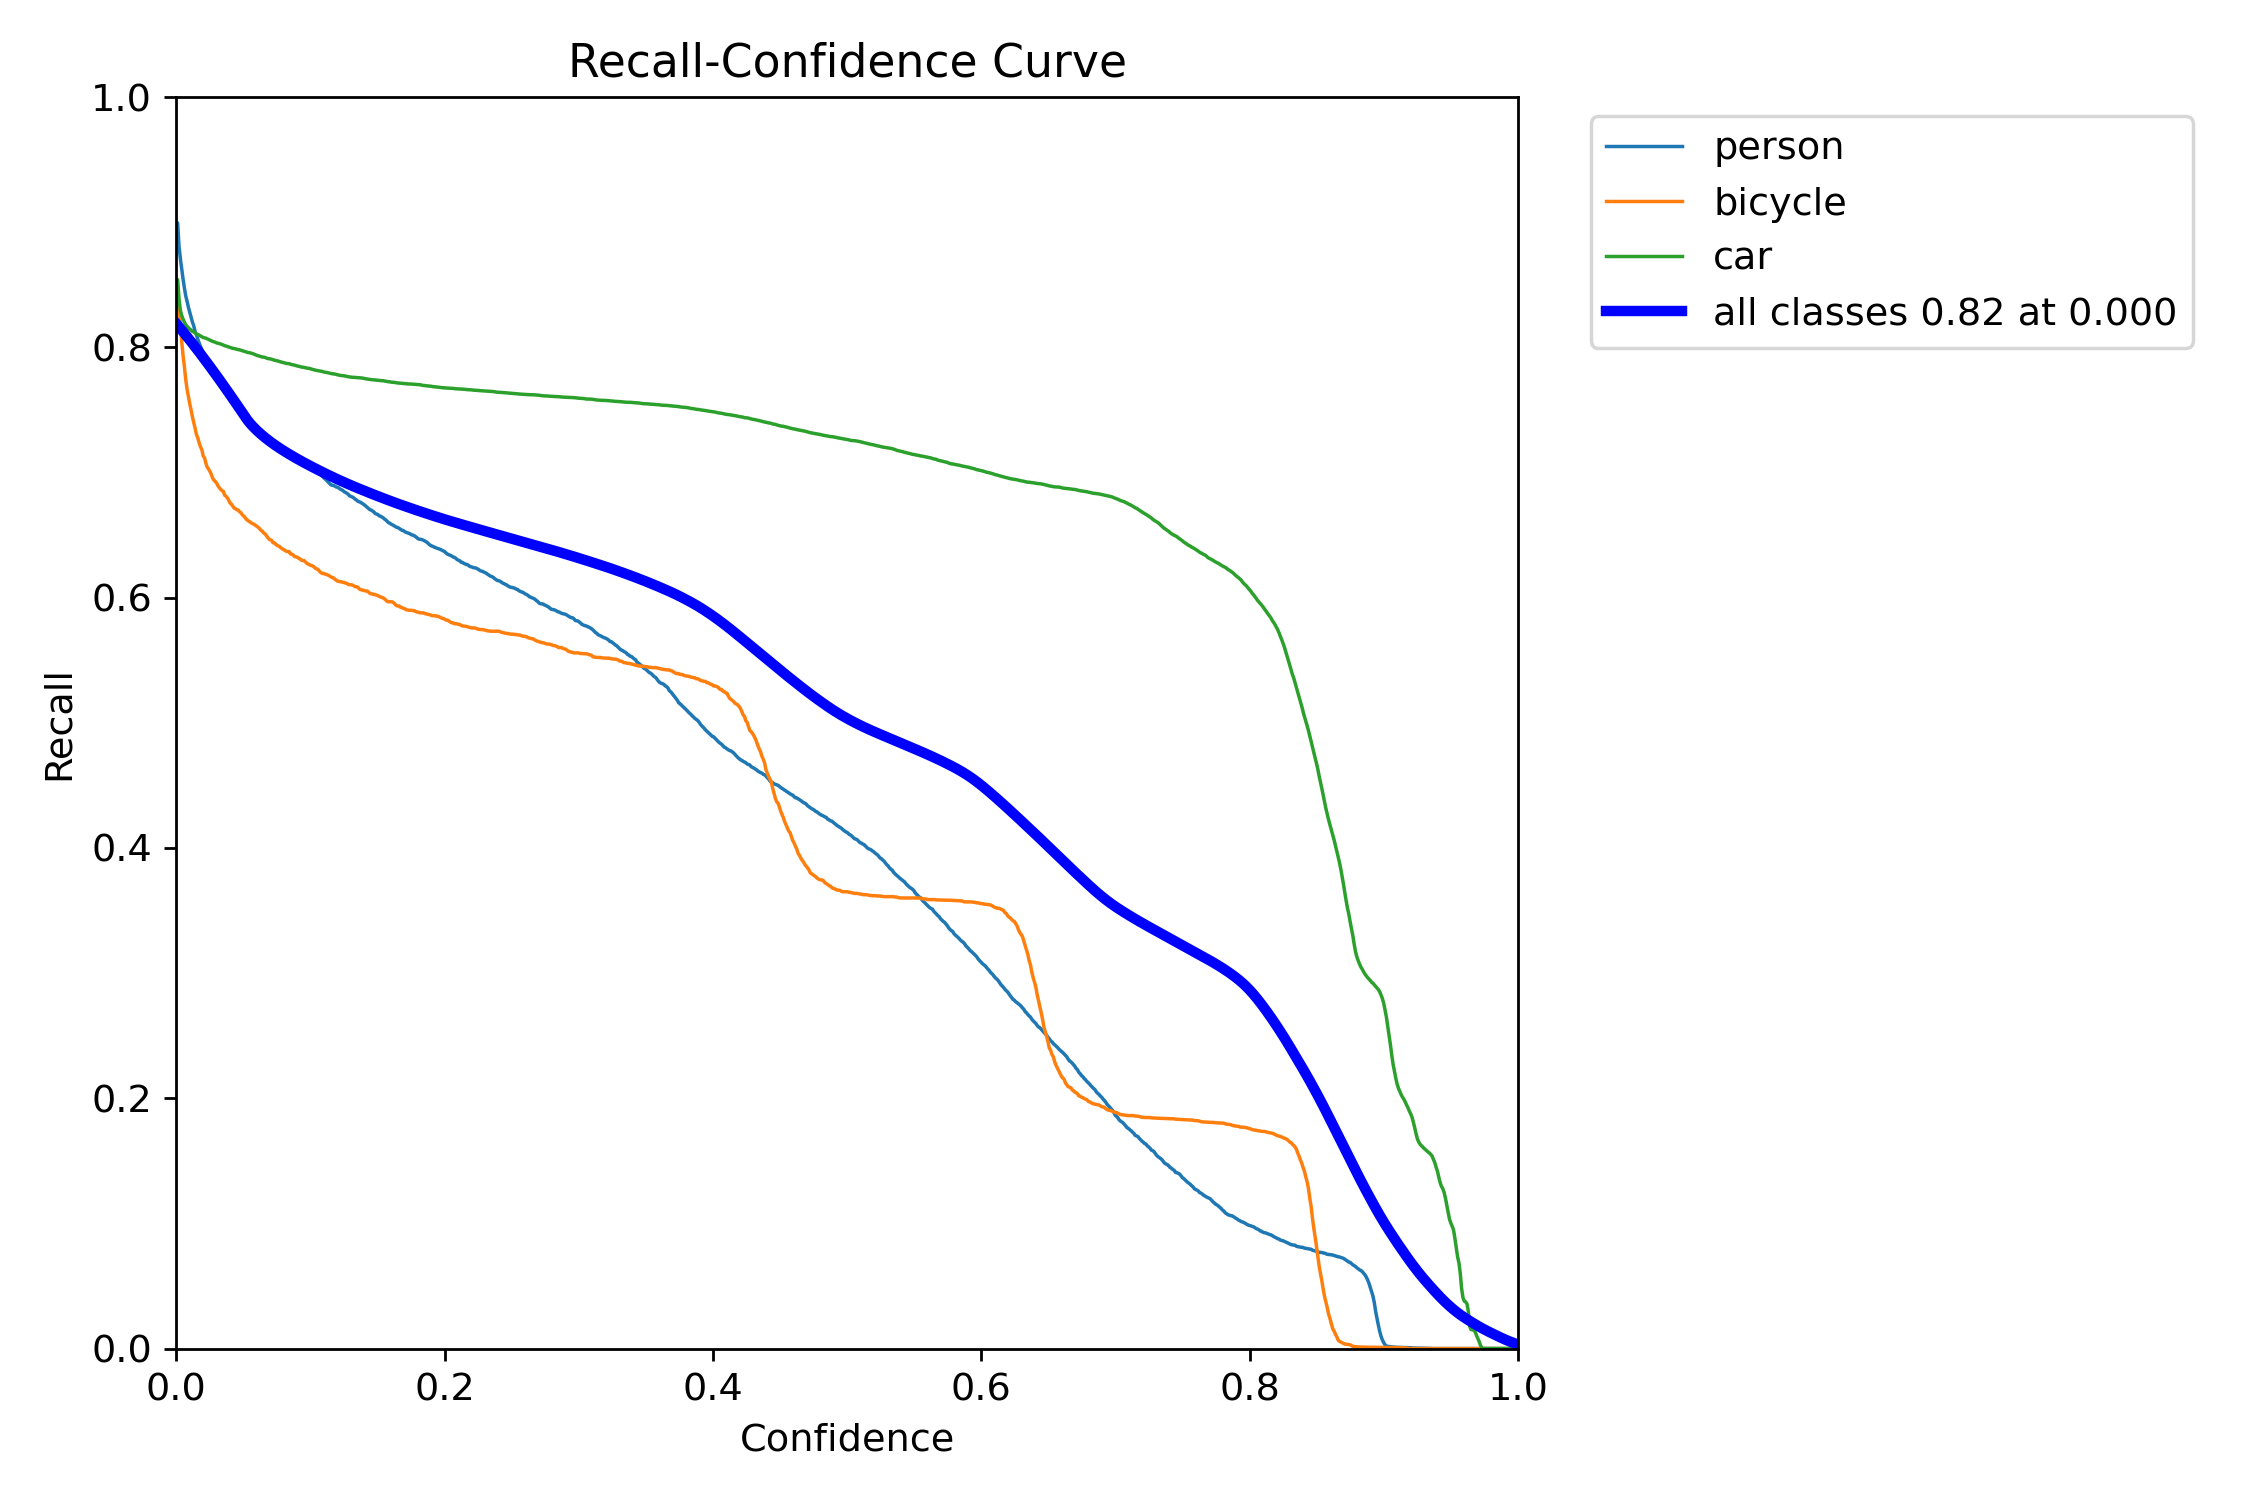 Recall-Confidence Curve
1.0
0.8
0.6
0.4
0.2
0.0
Recall
0.0 0.2 0.4 0.6 0.8 1.0
Confidence
person
bicycle
car
all classes 0.82 at 0.000